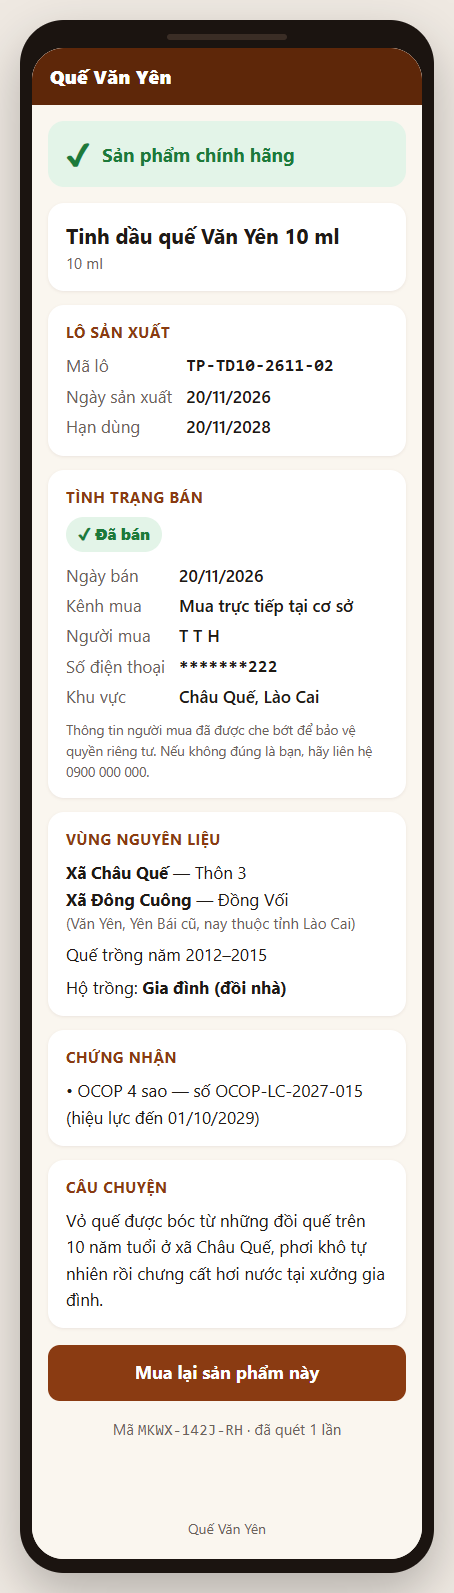 Quế Văn Yên
✓ Sản phẩm chính hãng
Tinh dầu quế Văn Yên 10 ml
10 ml
LÔ SẢN XUẤT
Mã lô TP-TD10-2611-02
Ngày sản xuất 20/11/2026
Hạn dùng 20/11/2028
TÌNH TRẠNG BÁN
✓ Đã bán
Ngày bán 20/11/2026
Kênh mua Mua trực tiếp tại cơ sở
Người mua T T H
Số điện thoại *******222
Khu vực Châu Quế, Lào Cai
Thông tin người mua đã được che bớt để bảo vệ
quyền riêng tư. Nếu không đúng là bạn, hãy liên hệ
0900 000 000.
VÙNG NGUYÊN LIỆU
Xã Châu Quế — Thôn 3
Xã Đông Cuông — Đồng Vối
(Văn Yên, Yên Bái cũ, nay thuộc tỉnh Lào Cai)
Quế trồng năm 2012–2015
Hộ trồng: Gia đình (đồi nhà)
CHỨNG NHẬN
• OCOP 4 sao — số OCOP-LC-2027-015
(hiệu lực đến 01/10/2029)
CÂU CHUYỆN
Vỏ quế được bóc từ những đồi quế trên
10 năm tuổi ở xã Châu Quế, phơi khô tự
nhiên rồi chưng cất hơi nước tại xưởng gia
đình.
Mua lại sản phẩm này
Mã MKWX-142J-RH · đã quét 1 lần
Quế Văn Yên